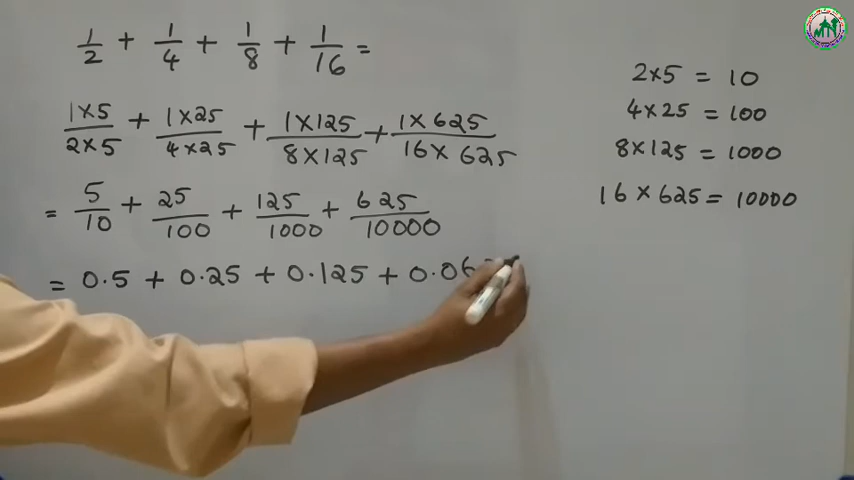 1/2 + 1/4 + 1/8 + 1/16 =
1×5/2×5 + 1×25/4×25 + 1×125/8×125 + 1×625/16×625
= 5/10 + 25/100 + 125/1000 + 625/10000
= 0.5 + 0.25 + 0.125 + 0.06
2×5 = 10
4×25 = 100
8×125 = 1000
16×625 = 10000